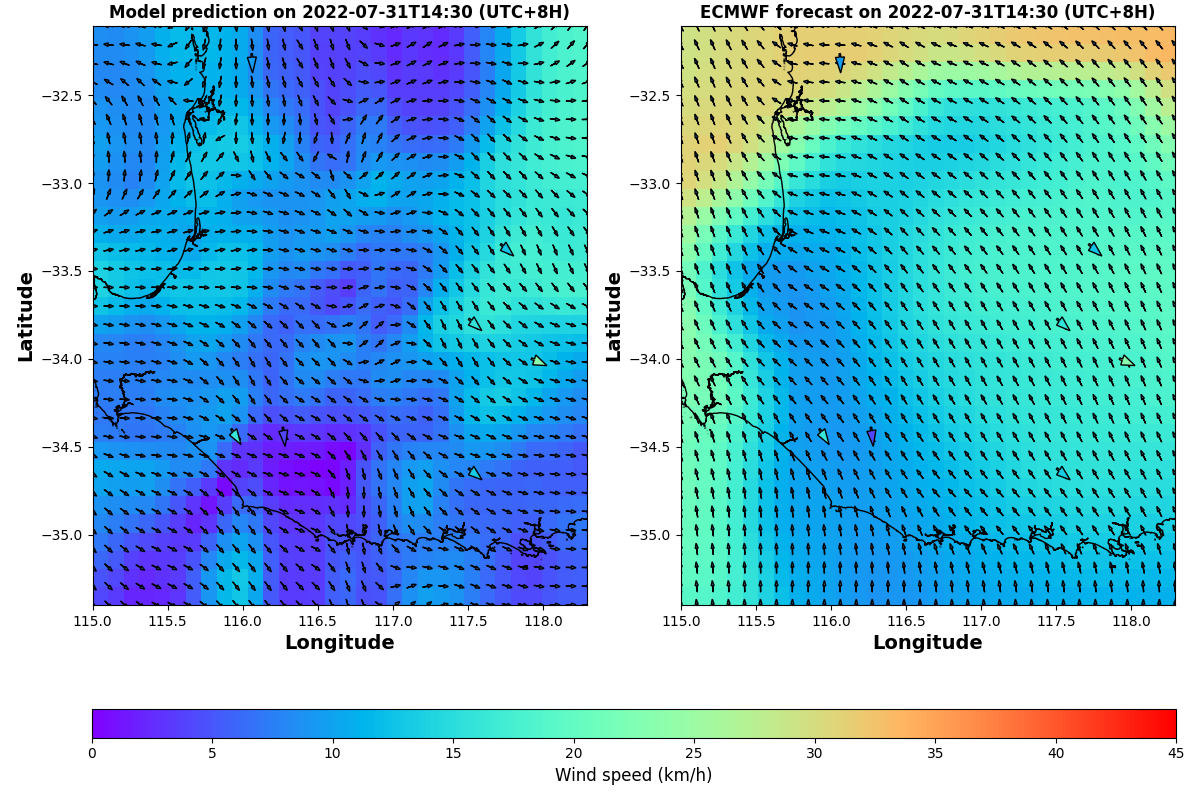 Model prediction on 2022-07-31T14:30 (UTC+8H)
ECMWF forecast on 2022-07-31T14:30 (UTC+8H)
Latitude
−32.5
−33.0
−33.5
−34.0
−34.5
−35.0
115.0 115.5 116.0 116.5 117.0 117.5 118.0
Longitude
Latitude
−32.5
−33.0
−33.5
−34.0
−34.5
−35.0
115.0 115.5 116.0 116.5 117.0 117.5 118.0
Longitude
0 5 10 15 20 25 30 35 40 45
Wind speed (km/h)